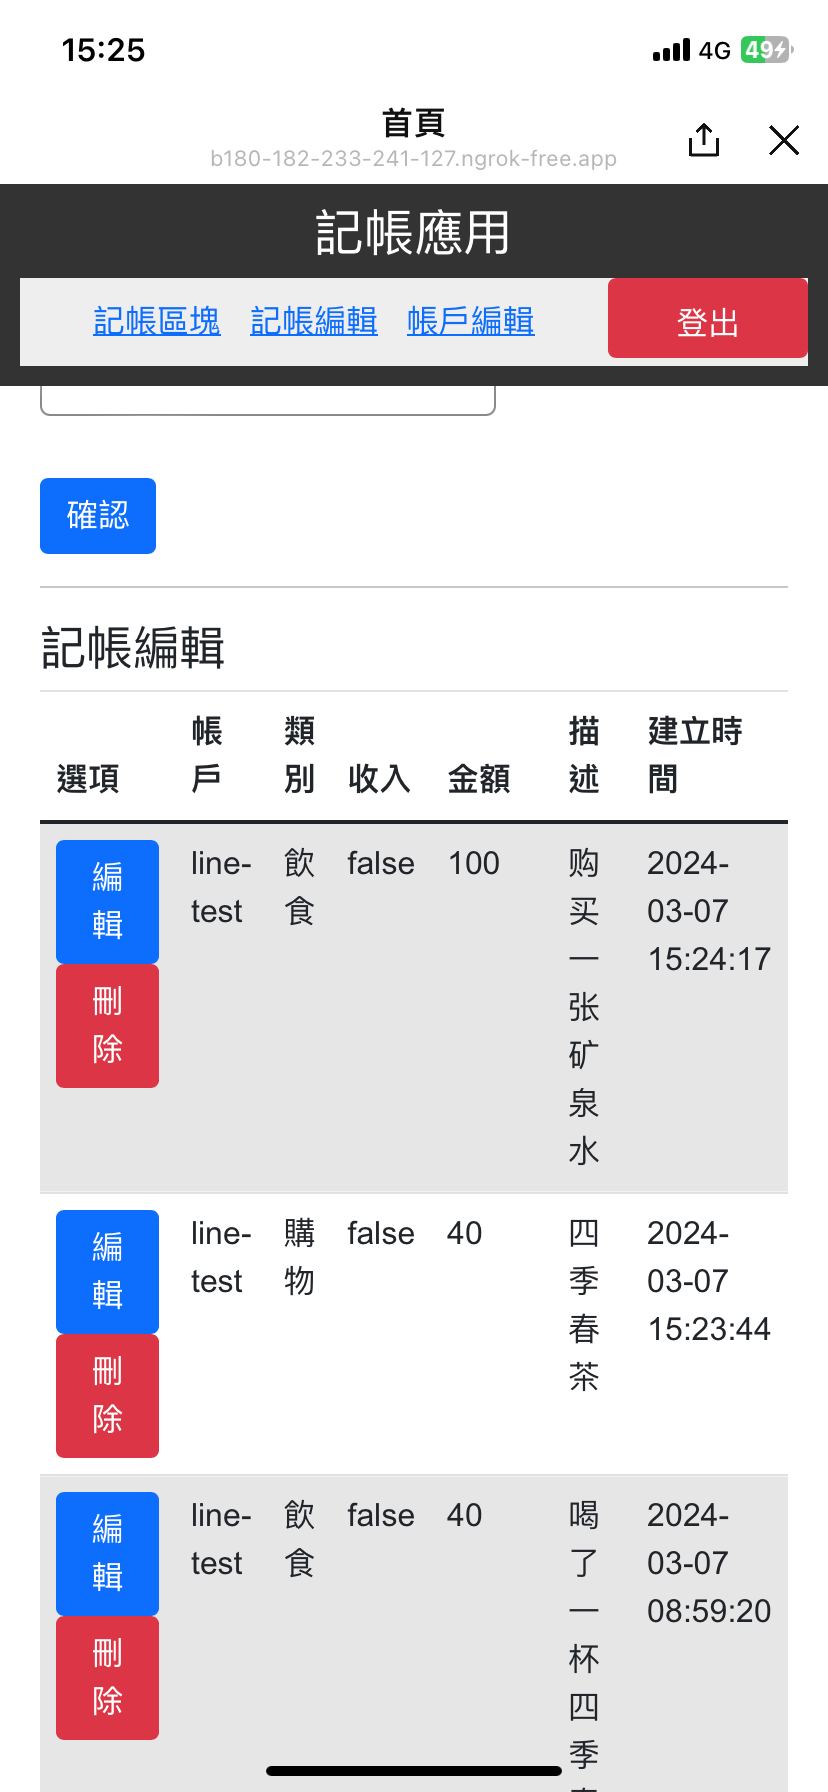 15:25
4G 49
首頁
b180-182-233-241-127.ngrok-free.app
記帳應用
記帳區塊 記帳編輯 帳戶編輯 登出
確認
記帳編輯
選項 帳戶 類別 收入 金額 描述 建立時間
編輯 刪除 line-test 飲食 false 100 购买一张矿泉水 2024-03-07 15:24:17
編輯 刪除 line-test 購物 false 40 四季春茶 2024-03-07 15:23:44
編輯 刪除 line-test 飲食 false 40 喝了一杯四季 2024-03-07 08:59:20